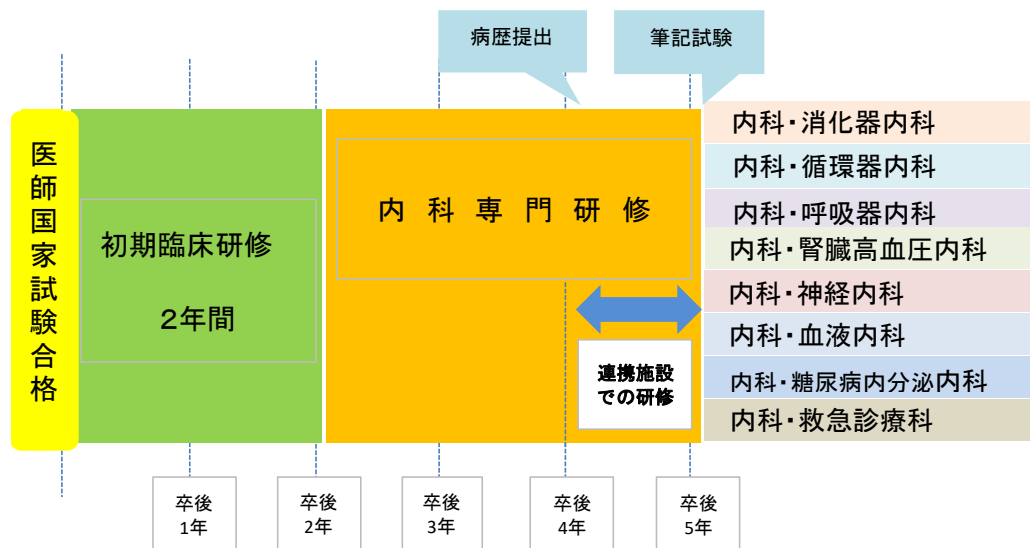 病歴提出
筆記試験
医師国家試験合格
初期臨床研修
２年間
内科専門研修
連携施設
での研修
内科・消化器内科
内科・循環器内科
内科・呼吸器内科
内科・腎臓高血圧内科
内科・神経内科
内科・血液内科
内科・糖尿病内分泌内科
内科・救急診療科
卒後
1年
卒後
2年
卒後
3年
卒後
4年
卒後
5年